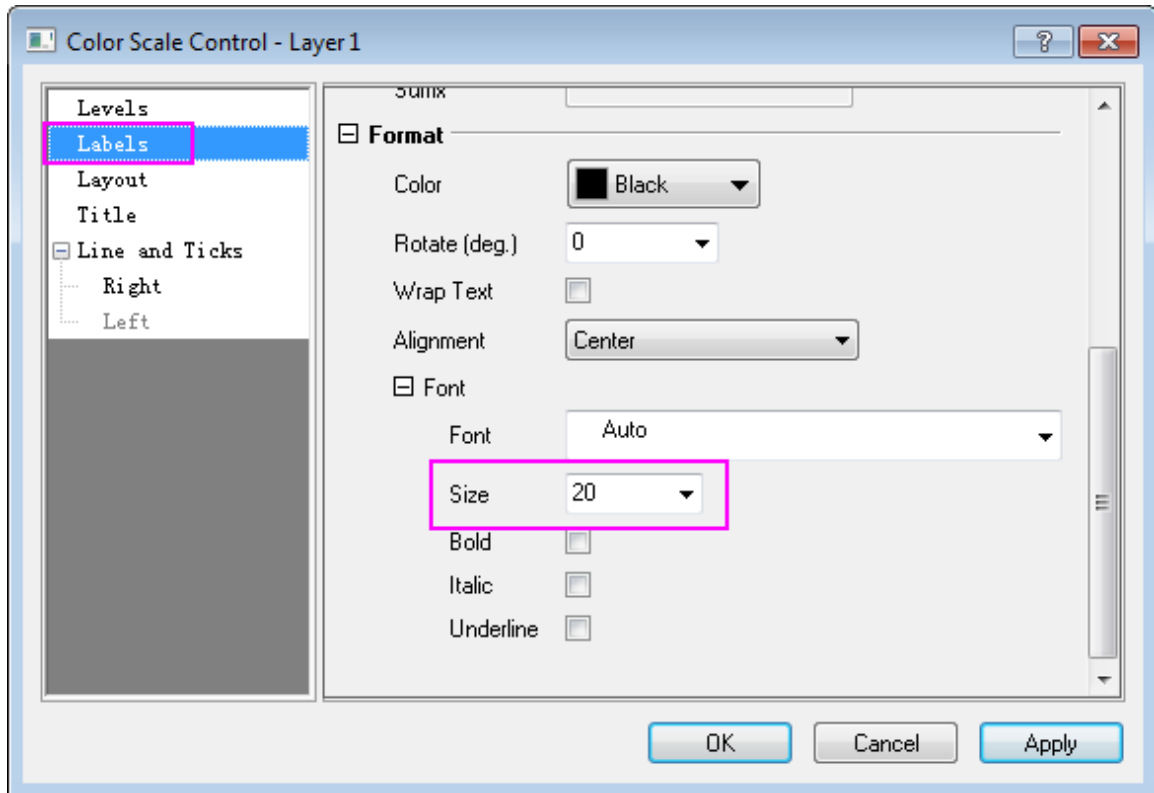 Color Scale Control - Layer 1
Levels
Labels
Layout
Title
Line and Ticks
Right
Left
Suffix
Format
Color Black
Rotate (deg.) 0
Wrap Text
Alignment Center
Font
Font Auto
Size 20
Bold
Italic
Underline
OK Cancel Apply